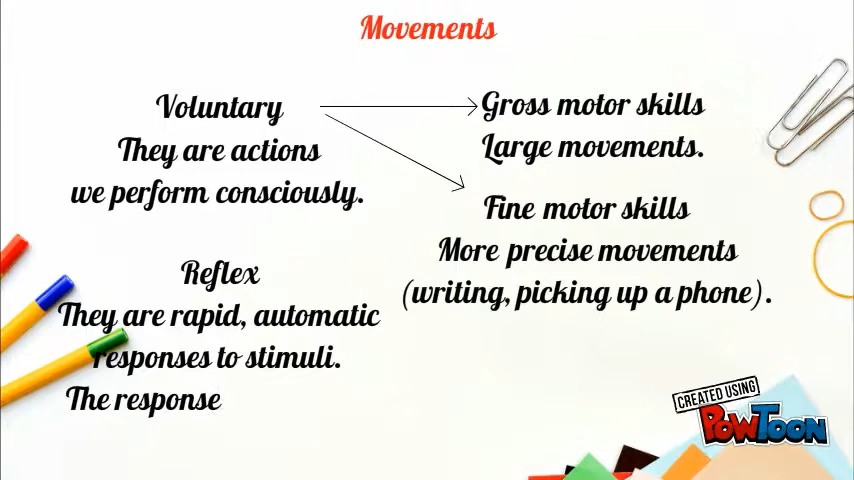 Movements
Voluntary
They are actions
we perform consciously.
Gross motor skills
Large movements.
Fine motor skills
More precise movements
(writing, picking up a phone).
Reflex
They are rapid, automatic
responses to stimuli.
The response
CREATED USING
POWTOON